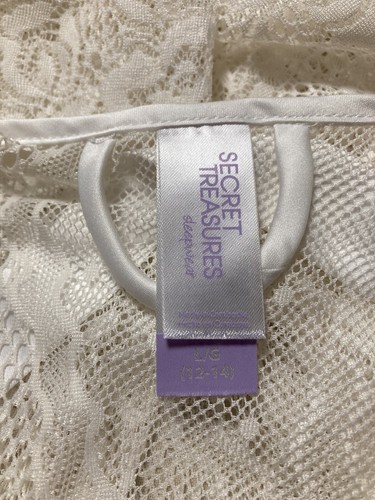 SECRET
TREASURES
sleepwear
L/G
(12-14)